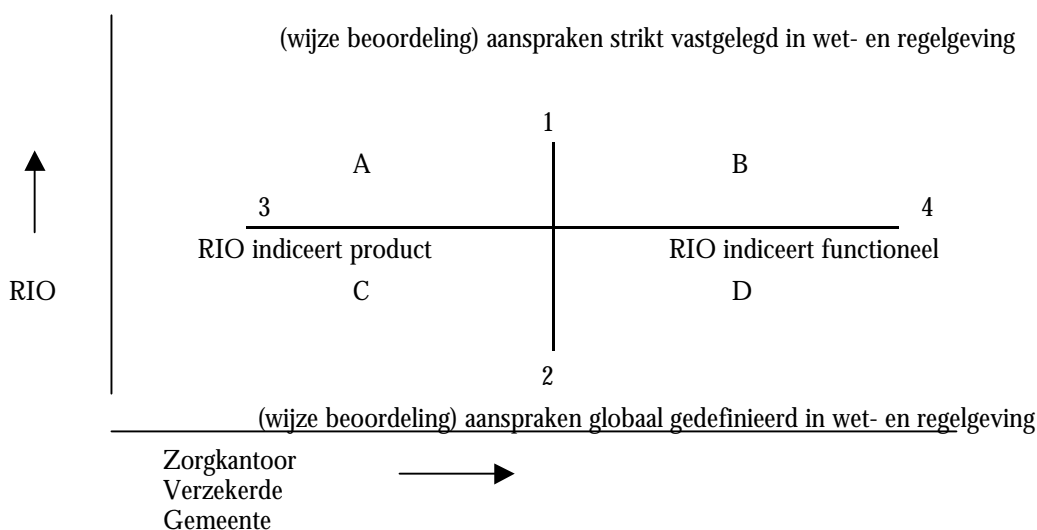 (wijze beoordeling) aanspraken strikt vastgelegd in wet- en regelgeving
1
A B
3 4
RIO indiceert product RIO indiceert functioneel
RIO C D
2
(wijze beoordeling) aanspraken globaal gedefinieerd in wet- en regelgeving
Zorgkantoor
Verzekerde
Gemeente